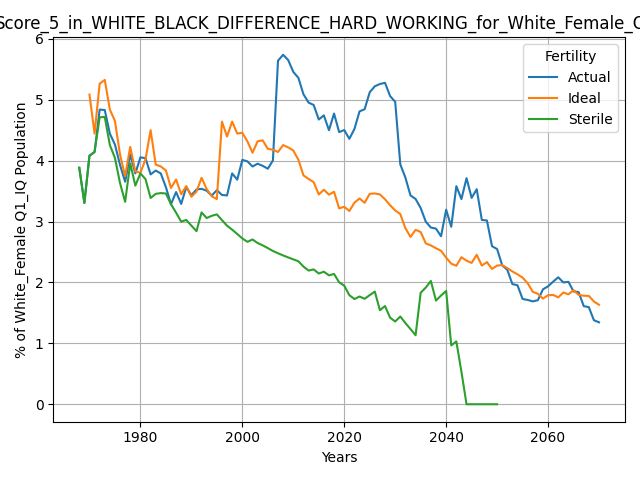 Score_5_in_WHITE_BLACK_DIFFERENCE_HARD_WORKING_for_White_Female_
Fertility
Actual
Ideal
Sterile
% of White_Female Q1_IQ Population
6
5
4
3
2
1
0
1980 2000 2020 2040 2060
Years